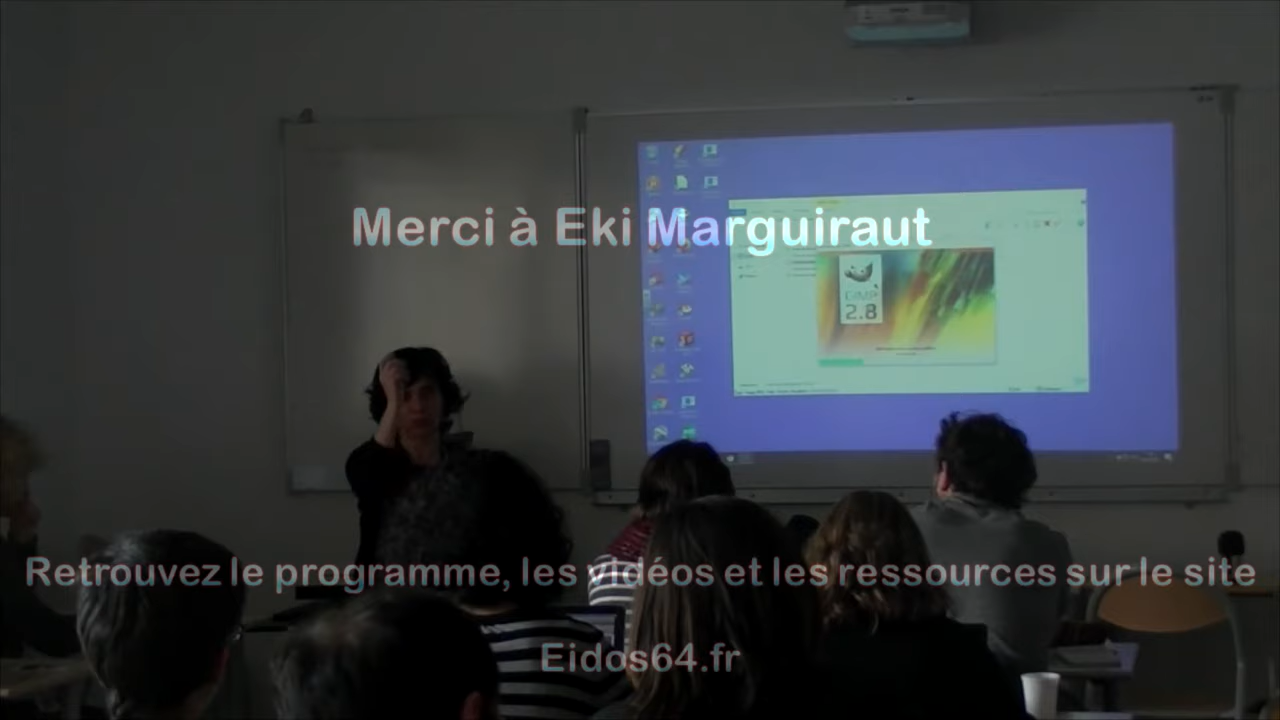 Merci à Eki Marguiraut
GIMP
2.8
Retrouvez le programme, les vidéos et les ressources sur le site
Eidos64.fr